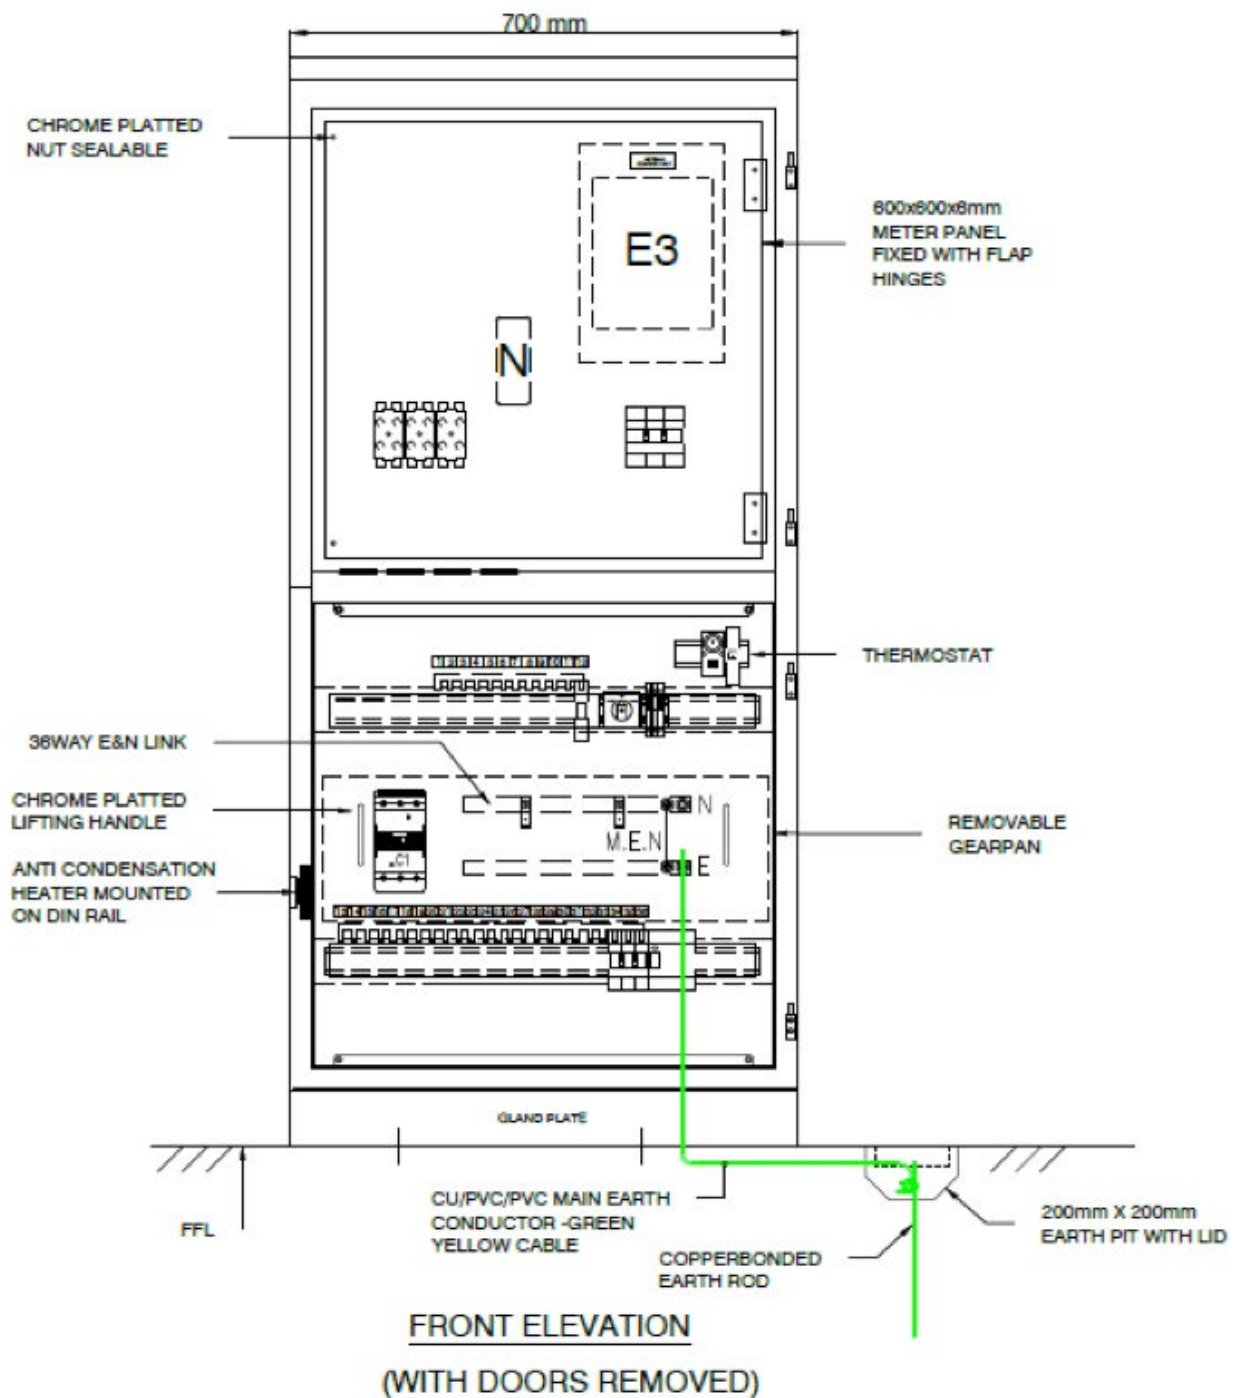 700 mm
CHROME PLATTED
NUT SEALABLE
E3
600x600x6mm
METER PANEL
FIXED WITH FLAP
HINGES
N
THERMOSTAT
36WAY E&N LINK
CHROME PLATTED
LIFTING HANDLE
N
M.E.N
REMOVABLE
GEARPAN
C1
E
ANTI CONDENSATION
HEATER MOUNTED
ON DIN RAIL
GLAND PLATE
FFL
CU/PVC/PVC MAIN EARTH
CONDUCTOR -GREEN
YELLOW CABLE
200mm X 200mm
EARTH PIT WITH LID
COPPERBONDED
EARTH ROD
FRONT ELEVATION
(WITH DOORS REMOVED)